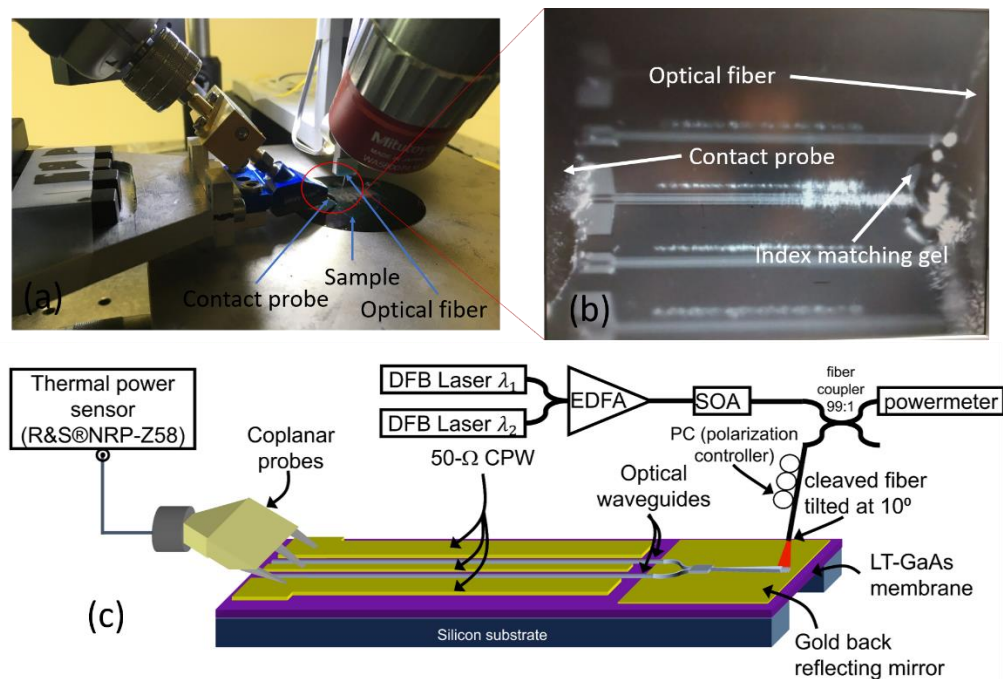 Mitutoyo
Contact probe
Sample
Optical fiber
(a)
Optical fiber
Contact probe
Index matching gel
(b)
Thermal power
sensor
(R&S®NRP-Z58)
Coplanar
probes
DFB Laser λ₁
DFB Laser λ₂
EDFA
SOA
fiber
coupler
99:1
powermeter
50-Ω CPW
Optical
waveguides
PC (polarization
controller)
cleaved fiber
tilted at 10º
LT-GaAs
membrane
Gold back
reflecting mirror
Silicon substrate
(c)